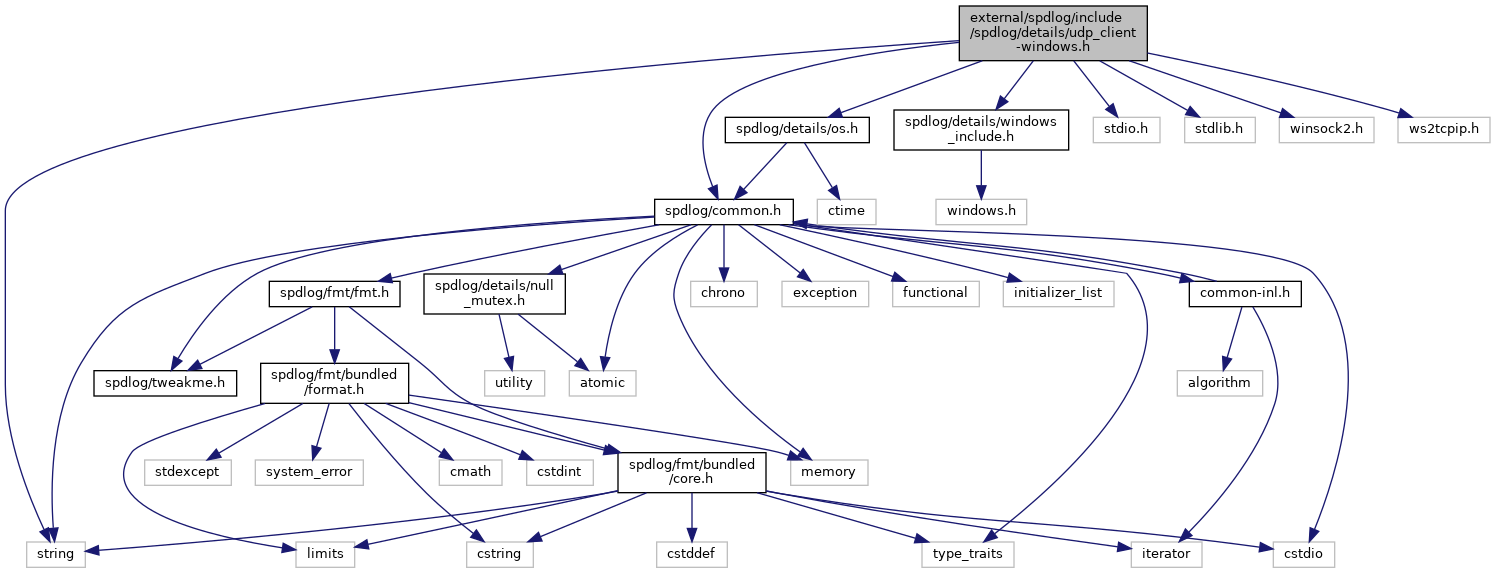 external/spdlog/include
/spdlog/details/udp_client
-windows.h
spdlog/details/os.h
spdlog/details/windows
_include.h
stdio.h
stdlib.h
winsock2.h
ws2tcpip.h
spdlog/common.h
ctime
windows.h
spdlog/fmt/fmt.h
spdlog/details/null
_mutex.h
chrono
exception
functional
initializer_list
common-inl.h
spdlog/tweakme.h
spdlog/fmt/bundled
/format.h
utility
atomic
algorithm
stdexcept
system_error
cmath
cstdint
spdlog/fmt/bundled
/core.h
memory
string
limits
cstring
cstddef
type_traits
iterator
cstdio